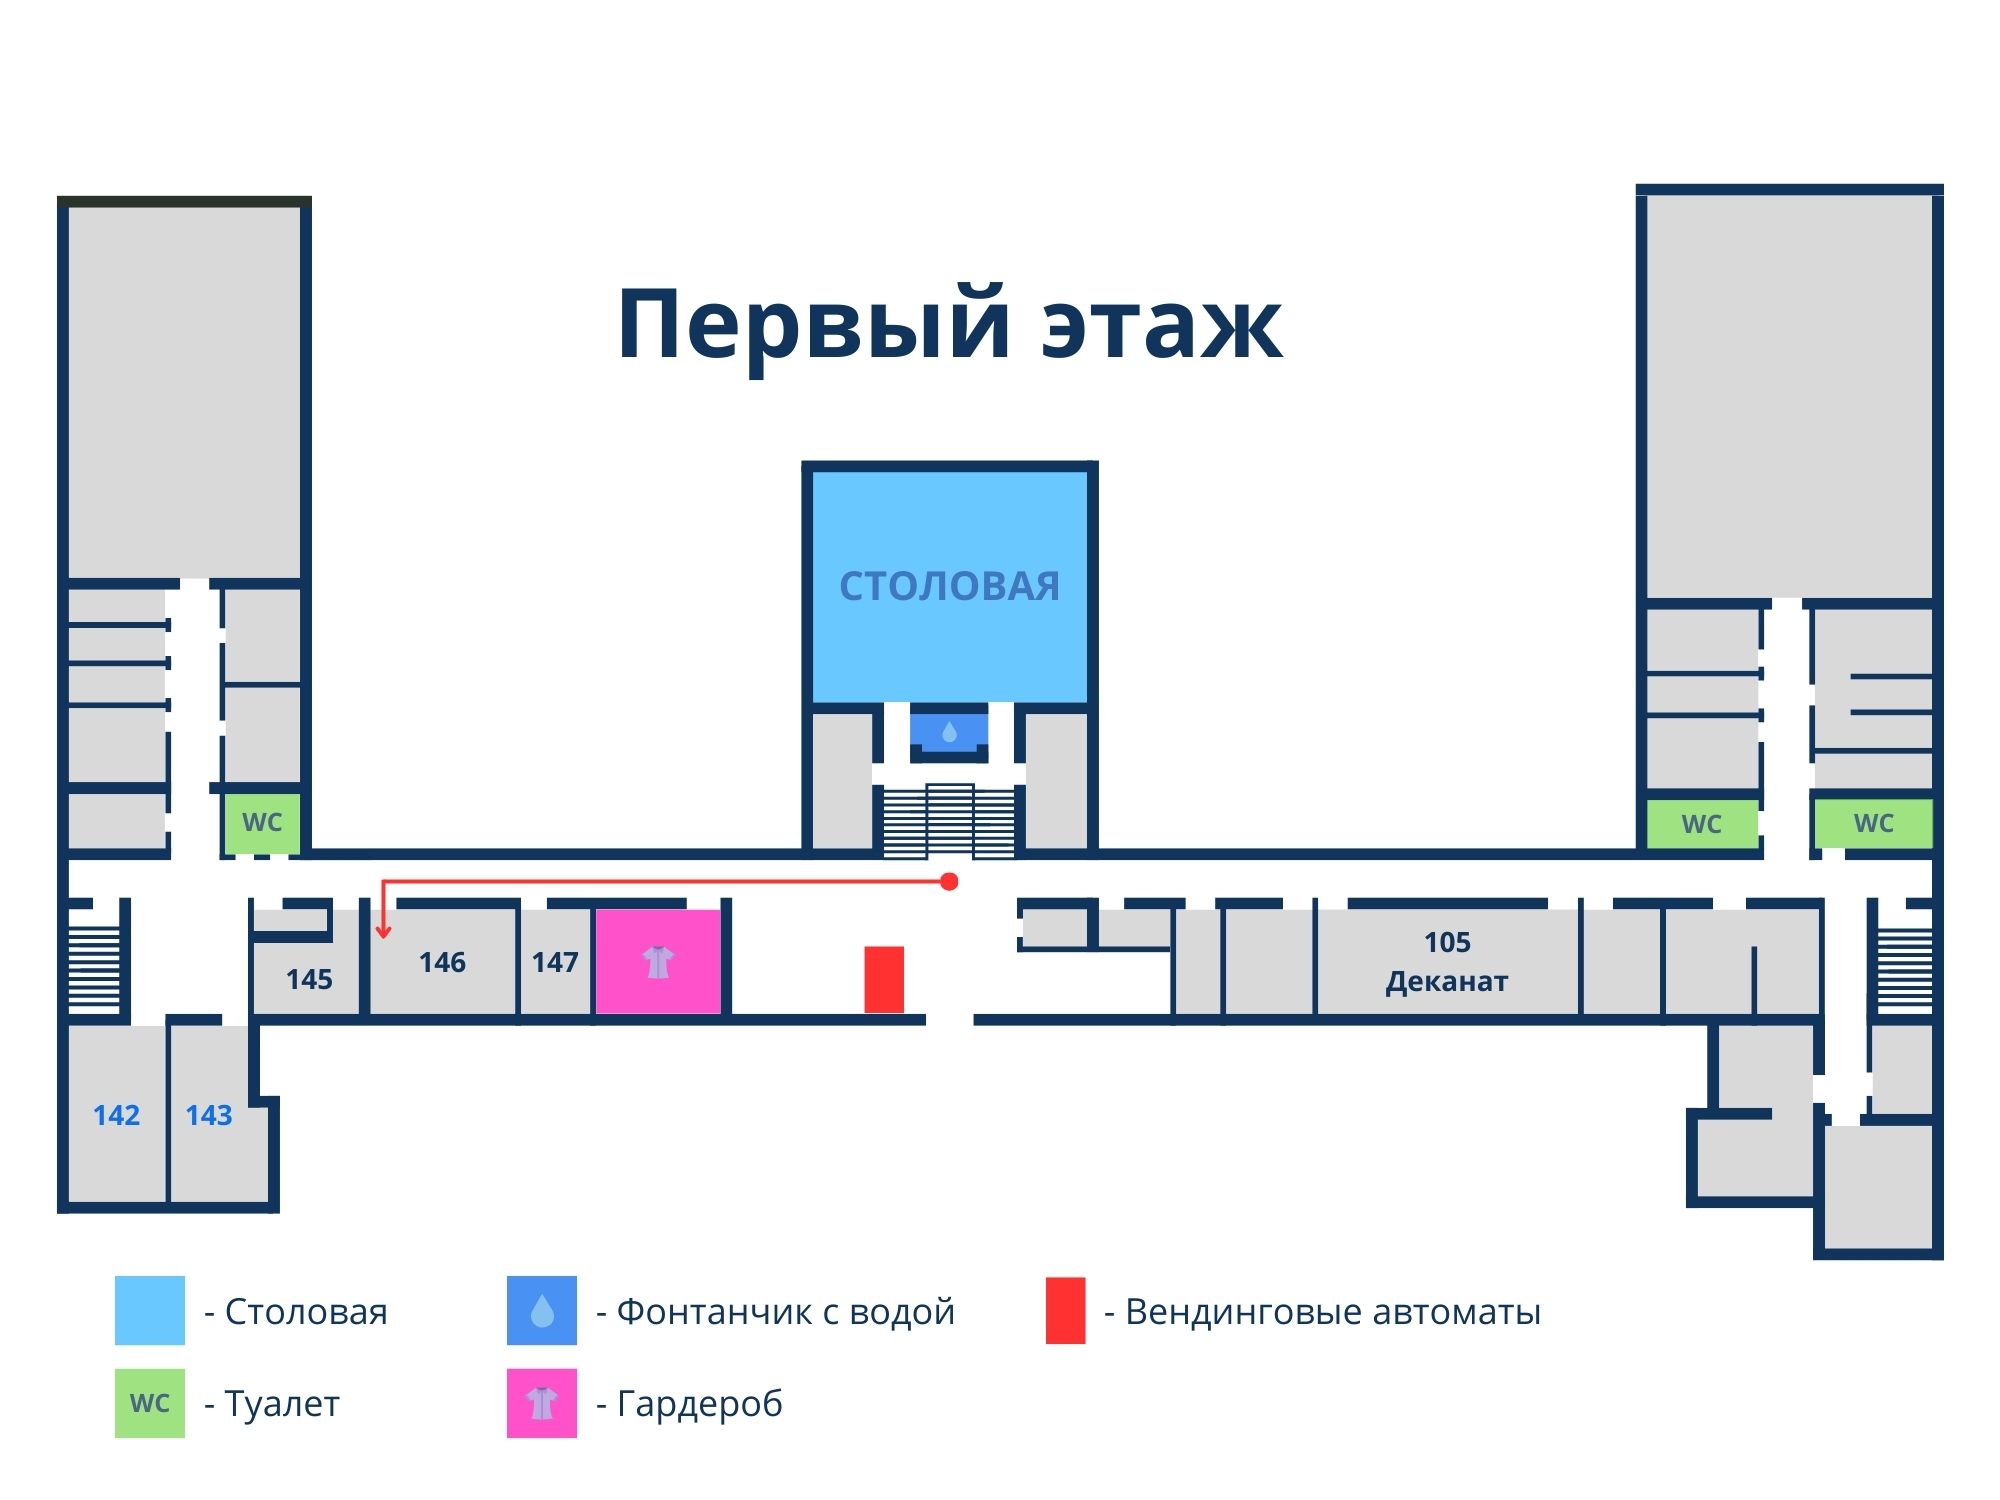 Первый этаж
СТОЛОВАЯ
WC
WC
WC
105
Деканат
146
147
145
142
143
- Столовая
- Фонтанчик с водой
- Вендинговые автоматы
WC
- Туалет
- Гардероб